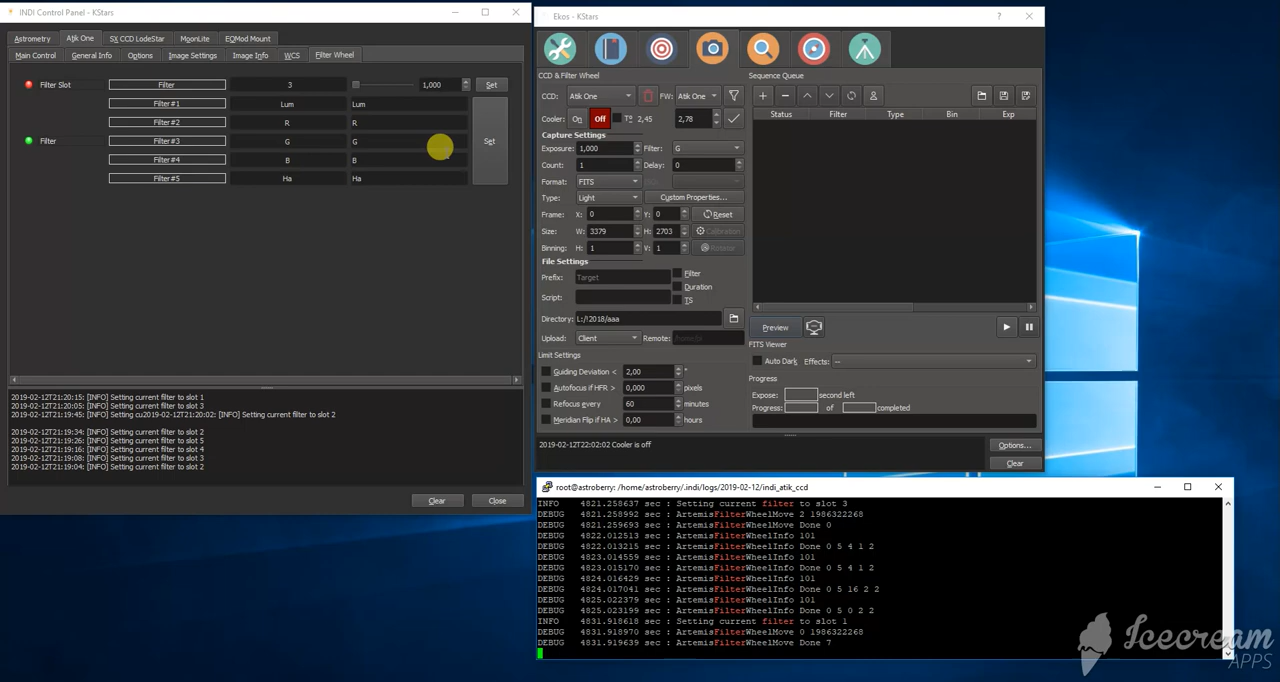 INDI Control Panel - KStars
Astrometry Atik One SX CCD LodeStar MoonLite EQMod Mount
Main Control General Info Options Image Settings Image Info WCS Filter Wheel
Filter Slot Filter 3 1,000 Set
Filter#1 Lum Lum
Filter#2 R R
Filter Filter#3 G G Set
Filter#4 B B
Filter#5 Ha Ha
2019-02-12T21:20:15: [INFO] Setting current filter to slot 1
2019-02-12T21:20:05: [INFO] Setting current filter to slot 3
2019-02-12T21:19:45: [INFO] Setting current filter to 2019-02-12T21:20:02: [INFO] Setting current filter to slot 2
2019-02-12T21:19:34: [INFO] Setting current filter to slot 2
2019-02-12T21:19:26: [INFO] Setting current filter to slot 5
2019-02-12T21:19:16: [INFO] Setting current filter to slot 4
2019-02-12T21:19:08: [INFO] Setting current filter to slot 3
2019-02-12T21:19:04: [INFO] Setting current filter to slot 2
Clear Close
Ekos - KStars
CCD & Filter Wheel
CCD: Atik One FW: Atik One
Cooler: On Off Tº 2,45 2,78
Capture Settings
Exposure: 1,000 Filter: G
Count: 1 Delay: 0
Format: FITS
Type: Light Custom Properties...
Frame: X: 0 Y: 0 Reset
Size: W: 3379 H: 2703 Calibration
Binning: H: 1 V: 1 Rotator
File Settings
Prefix: Target Filter
Duration
Script: TS
Directory: L:/!2018/aaa
Upload: Client Remote:
Limit Settings
Guiding Deviation < 2,00 "
Autofocus if HFR > 0,000 pixels
Refocus every 60 minutes
Meridian Flip if HA > 0,00 hours
Sequence Queue
Status Filter Type Bin Exp
Preview
FITS Viewer
Auto Dark Effects: --
Progress
Expose: second left
Progress: of completed
2019-02-12T22:02:02 Cooler is off
Options...
Clear
root@astroberry: /home/astroberry/.indi/logs/2019-02-12/indi_atik_ccd
INFO 4821.258637 sec : Setting current filter to slot 3
DEBUG 4821.258992 sec : ArtemisFilterWheelMove 2 1986322268
DEBUG 4821.259693 sec : ArtemisFilterWheelMove Done 0
DEBUG 4822.012513 sec : ArtemisFilterWheelInfo 101
DEBUG 4822.013215 sec : ArtemisFilterWheelInfo Done 0 5 4 1 2
DEBUG 4823.014559 sec : ArtemisFilterWheelInfo 101
DEBUG 4823.015170 sec : ArtemisFilterWheelInfo Done 0 5 4 1 2
DEBUG 4824.016429 sec : ArtemisFilterWheelInfo 101
DEBUG 4824.017041 sec : ArtemisFilterWheelInfo Done 0 5 16 2 2
DEBUG 4825.022379 sec : ArtemisFilterWheelInfo 101
DEBUG 4825.023199 sec : ArtemisFilterWheelInfo Done 0 5 0 2 2
INFO 4831.918618 sec : Setting current filter to slot 1
DEBUG 4831.918970 sec : ArtemisFilterWheelMove 0 1986322268
DEBUG 4831.919639 sec : ArtemisFilterWheelMove Done 7
Icecream
APPS